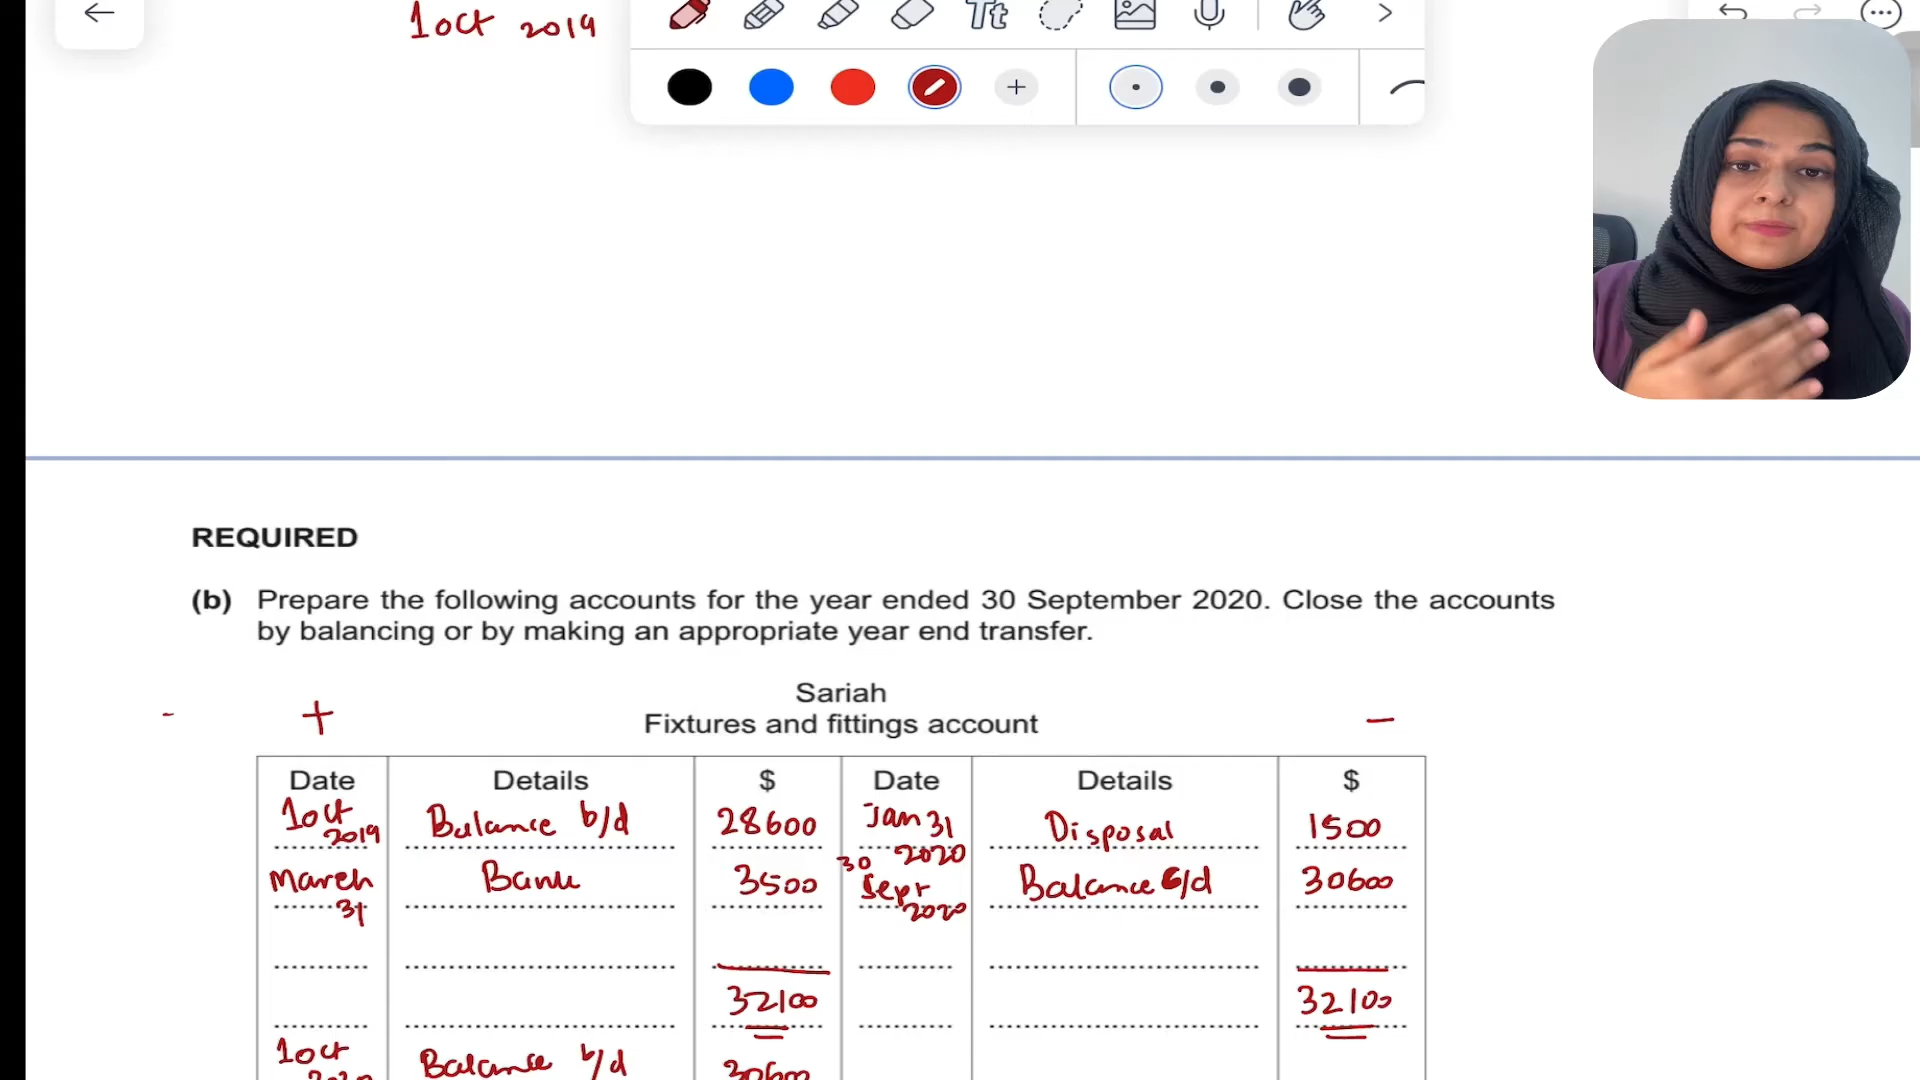 1 oct 2019
Tt
REQUIRED
(b) Prepare the following accounts for the year ended 30 September 2020. Close the accounts
by balancing or by making an appropriate year end transfer.
Sariah
- + Fixtures and fittings account -
Date Details $ Date Details $
1 oct 2019 Balance b/d 28600 Jan 31 2020 Disposal 1500
March 31 Bank 3500 30 Sept 2020 Balance c/d 30600
32100 32100
1 oct 2020 Balance b/d 30600